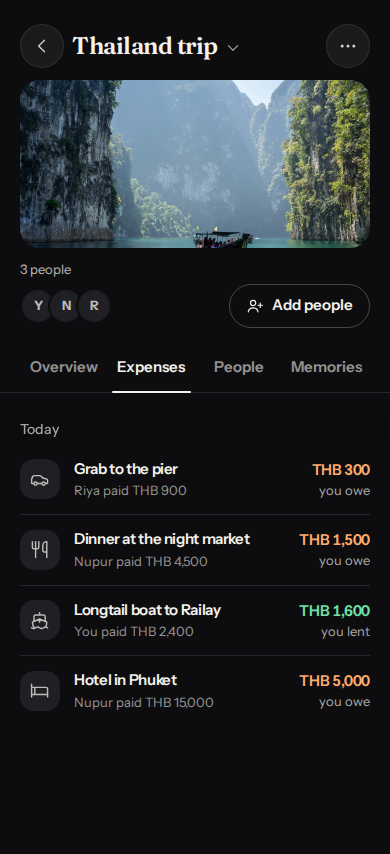 Thailand trip
3 people
Y N R
Add people
Overview Expenses People Memories
Today
Grab to the pier THB 300
Riya paid THB 900 you owe
Dinner at the night market THB 1,500
Nupur paid THB 4,500 you owe
Longtail boat to Railay THB 1,600
You paid THB 2,400 you lent
Hotel in Phuket THB 5,000
Nupur paid THB 15,000 you owe